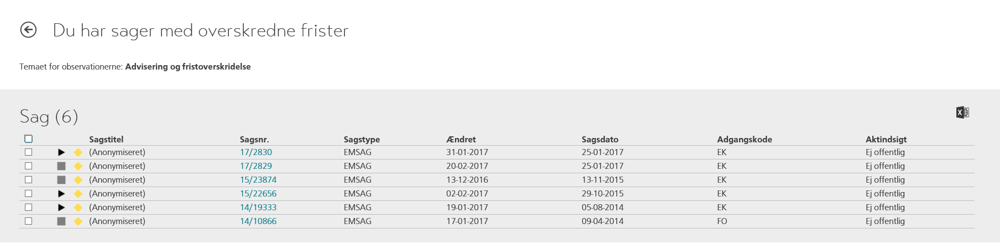 Du har sager med overskredne frister
Temaet for observationerne: Advisering og fristoverskridelse
Sag (6)
Sagstitel Sagsnr. Sagstype Ændret Sagsdato Adgangskode Aktindsigt
(Anonymiseret) 17/2830 EMSAG 31-01-2017 25-01-2017 EK Ej offentlig
(Anonymiseret) 17/2829 EMSAG 20-02-2017 25-01-2017 EK Ej offentlig
(Anonymiseret) 15/23874 EMSAG 13-12-2016 13-11-2015 EK Ej offentlig
(Anonymiseret) 15/22656 EMSAG 02-02-2017 29-10-2015 EK Ej offentlig
(Anonymiseret) 14/19333 EMSAG 19-01-2017 05-08-2014 EK Ej offentlig
(Anonymiseret) 14/10866 EMSAG 17-01-2017 09-04-2014 FO Ej offentlig